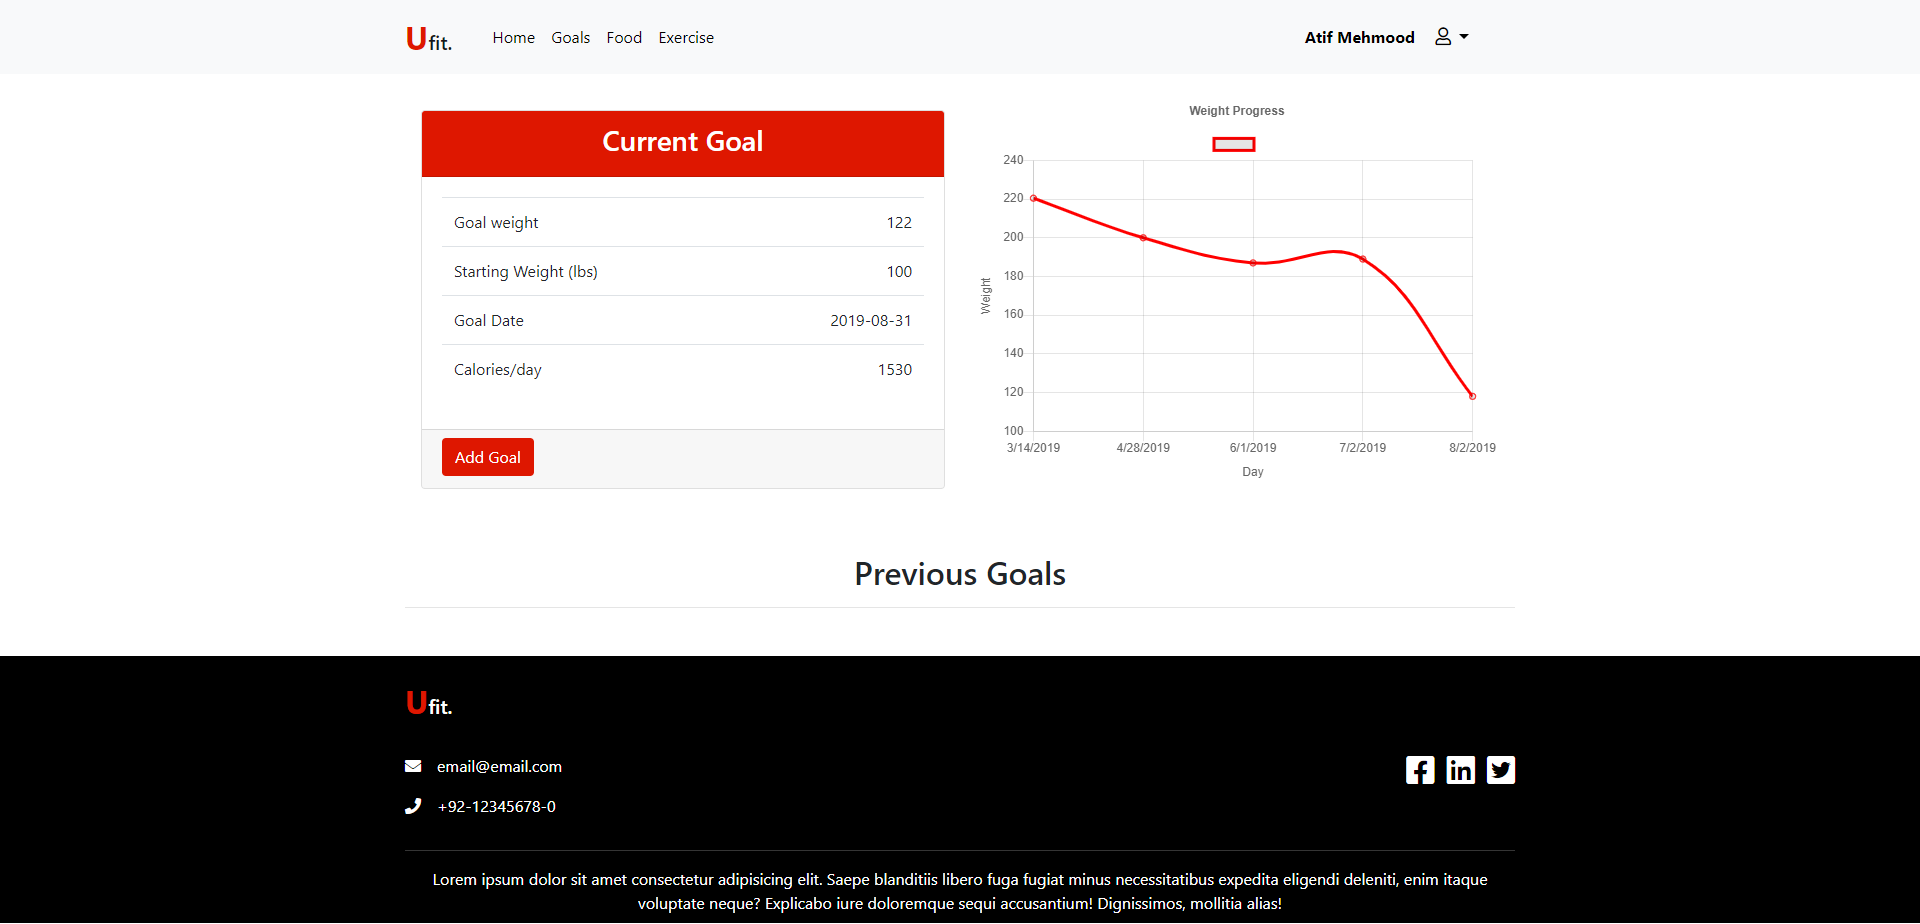 Ufit. Home Goals Food Exercise Atif Mehmood
Current Goal
Goal weight 122
Starting Weight (lbs) 100
Goal Date 2019-08-31
Calories/day 1530
Add Goal
Weight Progress
240
220
200
180
160
140
120
100
Weight
3/14/2019 4/28/2019 6/1/2019 7/2/2019 8/2/2019
Day
Previous Goals
Ufit.
email@email.com
+92-12345678-0
Lorem ipsum dolor sit amet consectetur adipisicing elit. Saepe blanditiis libero fuga fugiat minus necessitatibus expedita eligendi deleniti, enim itaque
voluptate neque? Explicabo iure doloremque sequi accusantium! Dignissimos, mollitia alias!